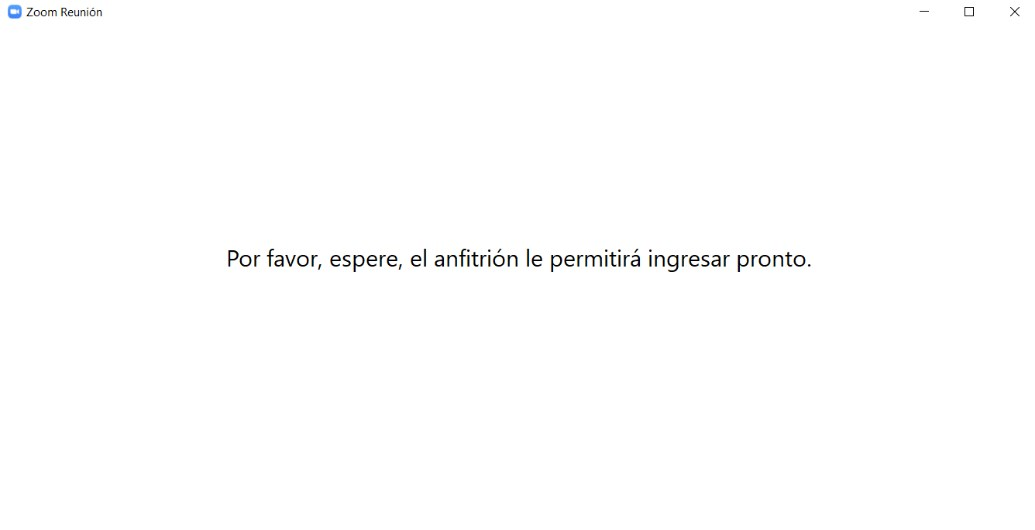 Zoom Reunión
Por favor, espere, el anfitrión le permitirá ingresar pronto.